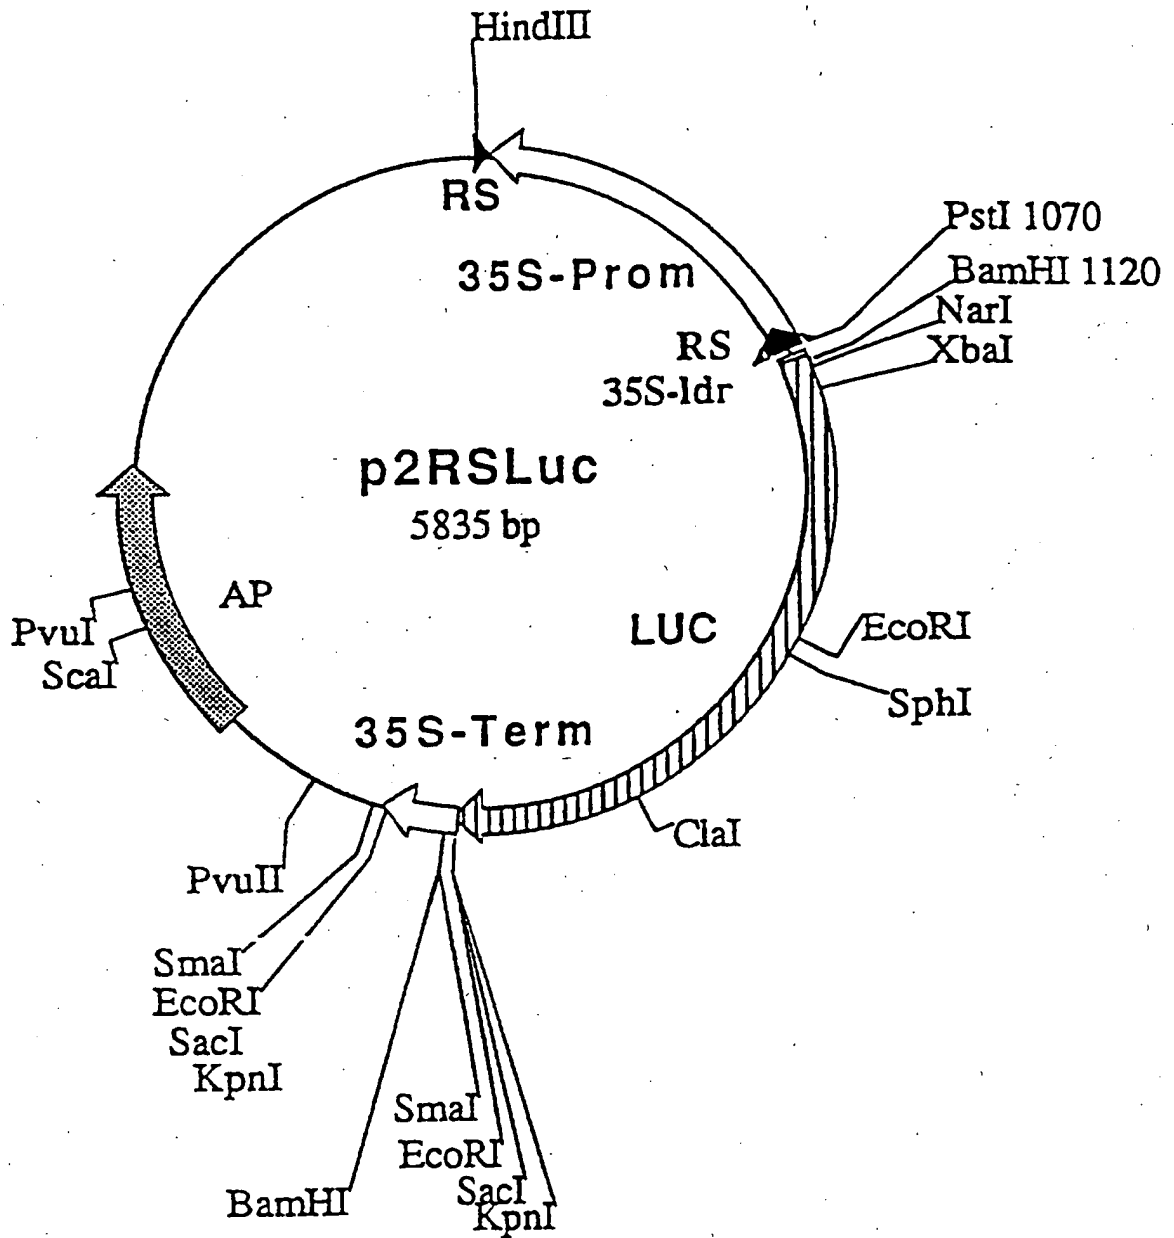 HindIII
RS
35S-Prom
PstI 1070
BamHI 1120
NarI
XbaI
RS
35S-ldr
p2RSLuc
5835 bp
AP
PvuI
ScaI
LUC
EcoRI
SphI
35S-Term
ClaI
PvuII
SmaI
EcoRI
SacI
KpnI
SmaI
EcoRI
SacI
KpnI
BamHI